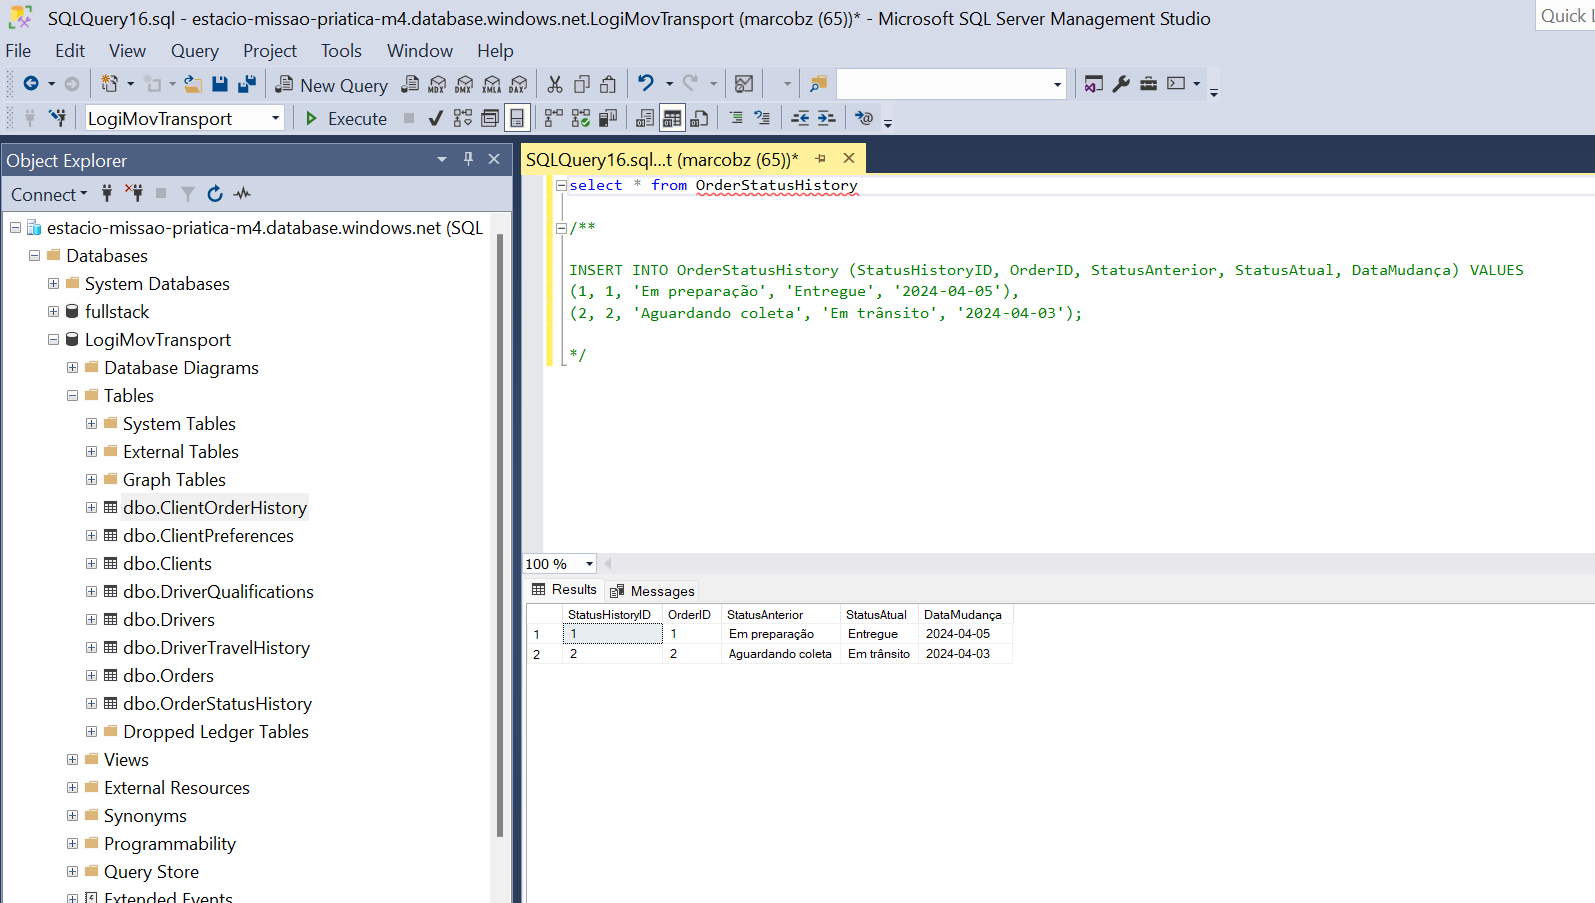 SQLQuery16.sql - estacio-missao-priatica-m4.database.windows.net.LogiMovTransport (marcobz (65))* - Microsoft SQL Server Management Studio
Quick
File Edit View Query Project Tools Window Help
New Query MDX DMX XMLA DAX
LogiMovTransport Execute
Object Explorer
Connect
estacio-missao-priatica-m4.database.windows.net (SQL
Databases
System Databases
fullstack
LogiMovTransport
Database Diagrams
Tables
System Tables
External Tables
Graph Tables
dbo.ClientOrderHistory
dbo.ClientPreferences
dbo.Clients
dbo.DriverQualifications
dbo.Drivers
dbo.DriverTravelHistory
dbo.Orders
dbo.OrderStatusHistory
Dropped Ledger Tables
Views
External Resources
Synonyms
Programmability
Query Store
Extended Events
SQLQuery16.sql...t (marcobz (65))*
select * from OrderStatusHistory
/**
INSERT INTO OrderStatusHistory (StatusHistoryID, OrderID, StatusAnterior, StatusAtual, DataMudança) VALUES
(1, 1, 'Em preparação', 'Entregue', '2024-04-05'),
(2, 2, 'Aguardando coleta', 'Em trânsito', '2024-04-03');
*/
100 %
Results Messages
StatusHistoryID OrderID StatusAnterior StatusAtual DataMudança
1 1 1 Em preparação Entregue 2024-04-05
2 2 2 Aguardando coleta Em trânsito 2024-04-03